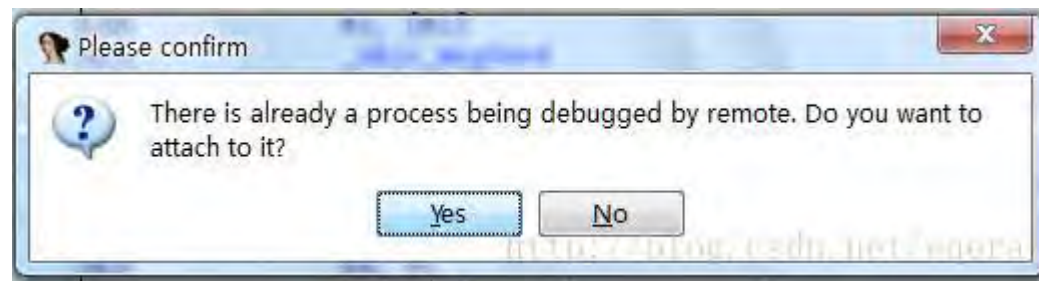 Please confirm
There is already a process being debugged by remote. Do you want to
attach to it?
Yes
No